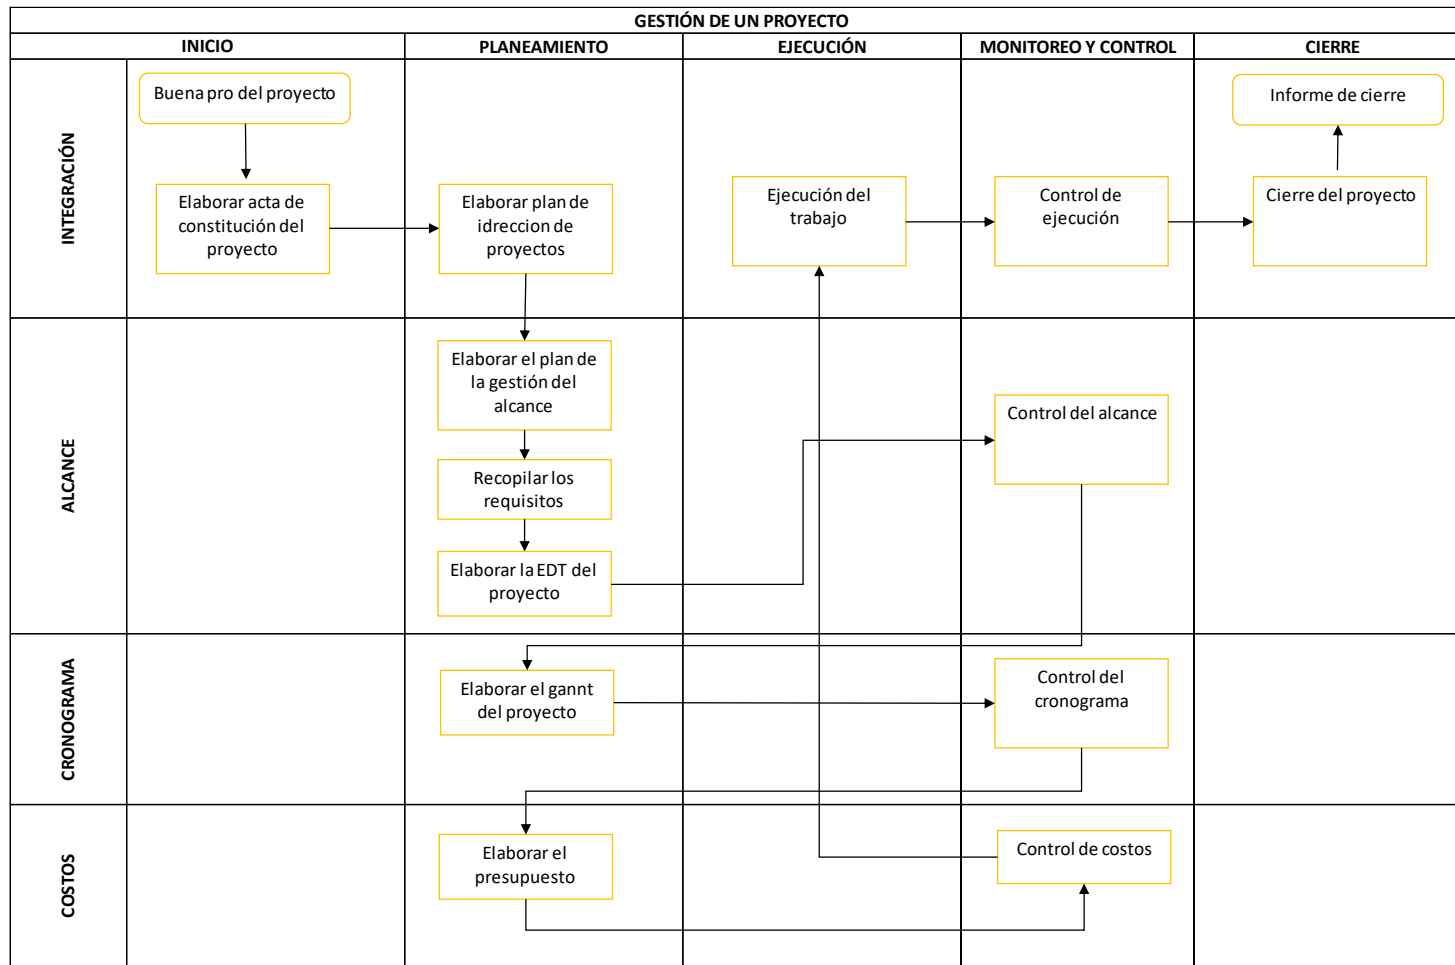 GESTIÓN DE UN PROYECTO
INICIO
PLANEAMIENTO
EJECUCIÓN
MONITOREO Y CONTROL
CIERRE
INTEGRACIÓN
Buena pro del proyecto
Informe de cierre
Elaborar acta de
constitución del
proyecto
Elaborar plan de
idreccion de
proyectos
Ejecución del
trabajo
Control de
ejecución
Cierre del proyecto
ALCANCE
Elaborar el plan de
la gestión del
alcance
Control del alcance
Recopilar los
requisitos
Elaborar la EDT del
proyecto
CRONOGRAMA
Elaborar el gannt
del proyecto
Control del
cronograma
COSTOS
Elaborar el
presupuesto
Control de costos